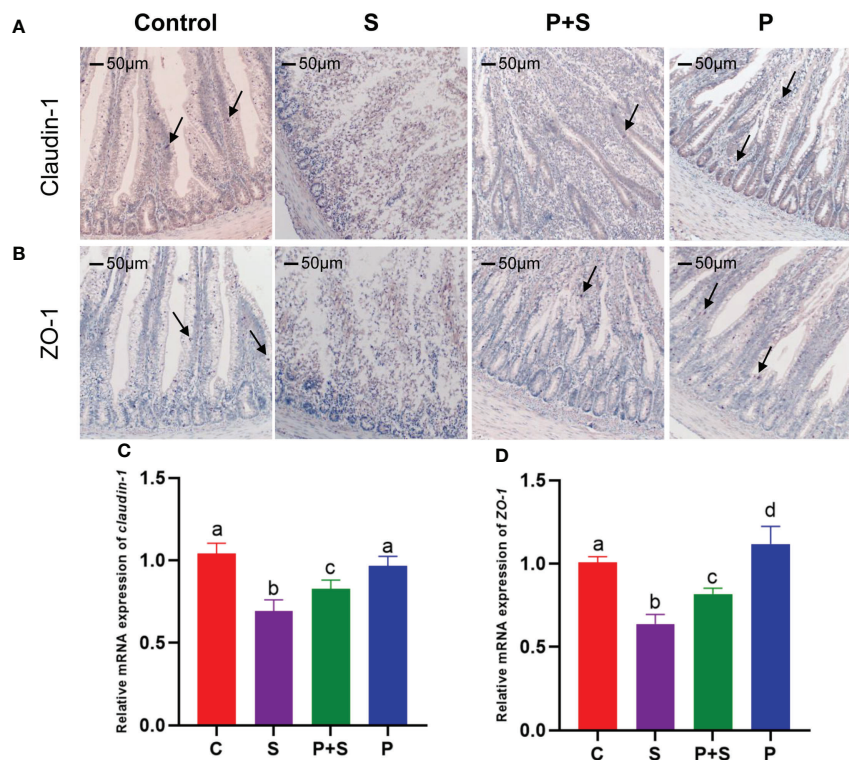 Control S P+S P
A
Claudin-1
50µm 50µm 50µm 50µm
B
ZO-1
50µm 50µm 50µm 50µm
C
Relative mRNA expression of claudin-1
1.5
1.0
0.5
0.0
a b c a
C S P+S P
D
Relative mRNA expression of ZO-1
1.5
1.0
0.5
0.0
a b c d
C S P+S P